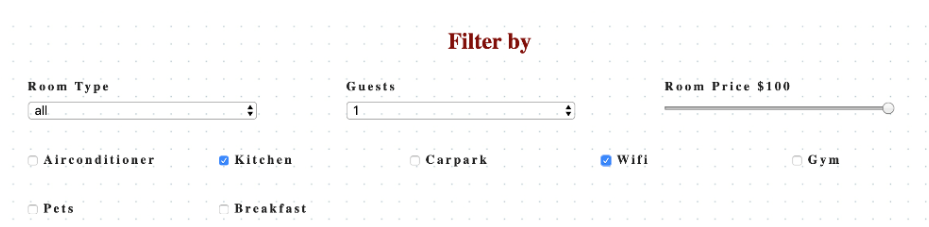 Filter by
Room Type Guests Room Price $100
all 1
Airconditioner Kitchen Carpark Wifi Gym
Pets Breakfast